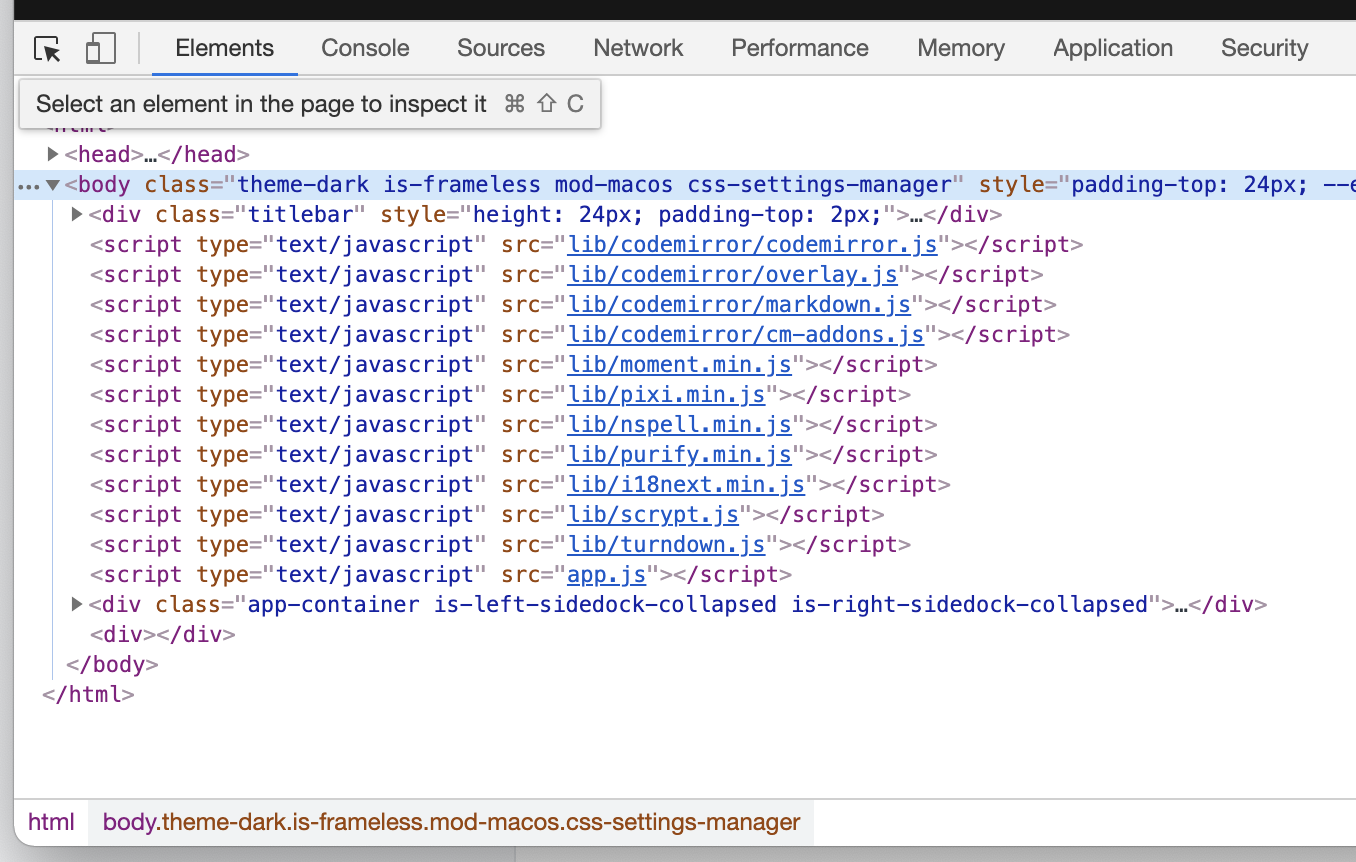 Elements Console Sources Network Performance Memory Application Security
Select an element in the page to inspect it ⌘ ⇧ C
<html>
▶<head>…</head>
…▼<body class="theme-dark is-frameless mod-macos css-settings-manager" style="padding-top: 24px; --e
▶<div class="titlebar" style="height: 24px; padding-top: 2px;">…</div>
<script type="text/javascript" src="lib/codemirror/codemirror.js"></script>
<script type="text/javascript" src="lib/codemirror/overlay.js"></script>
<script type="text/javascript" src="lib/codemirror/markdown.js"></script>
<script type="text/javascript" src="lib/codemirror/cm-addons.js"></script>
<script type="text/javascript" src="lib/moment.min.js"></script>
<script type="text/javascript" src="lib/pixi.min.js"></script>
<script type="text/javascript" src="lib/nspell.min.js"></script>
<script type="text/javascript" src="lib/purify.min.js"></script>
<script type="text/javascript" src="lib/i18next.min.js"></script>
<script type="text/javascript" src="lib/scrypt.js"></script>
<script type="text/javascript" src="lib/turndown.js"></script>
<script type="text/javascript" src="app.js"></script>
▶<div class="app-container is-left-sidedock-collapsed is-right-sidedock-collapsed">…</div>
<div></div>
</body>
</html>
html body.theme-dark.is-frameless.mod-macos.css-settings-manager